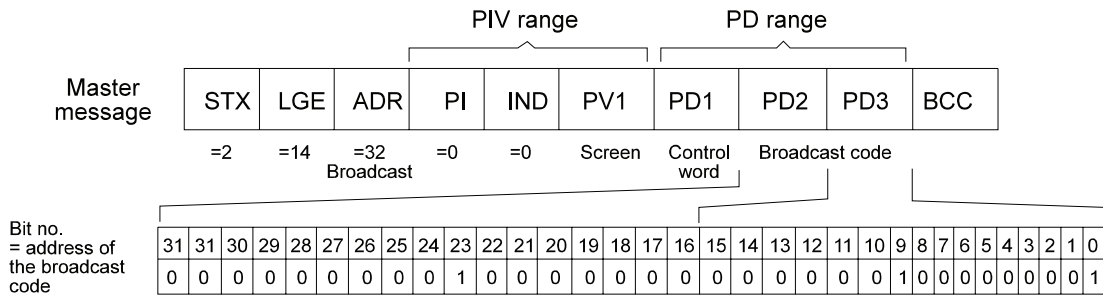 PIV range PD range
Master message STX LGE ADR PI IND PV1 PD1 PD2 PD3 BCC
=2 =14 =32 Broadcast =0 =0 Screen Control word Broadcast code
Bit no. = address of the broadcast code
31 31 30 29 28 27 26 25 24 23 22 21 20 19 18 17 16 15 14 13 12 11 10 9 8 7 6 5 4 3 2 1 0
0 0 0 0 0 0 0 0 0 1 0 0 0 0 0 0 0 0 0 0 0 0 0 1 0 0 0 0 0 0 0 0 1